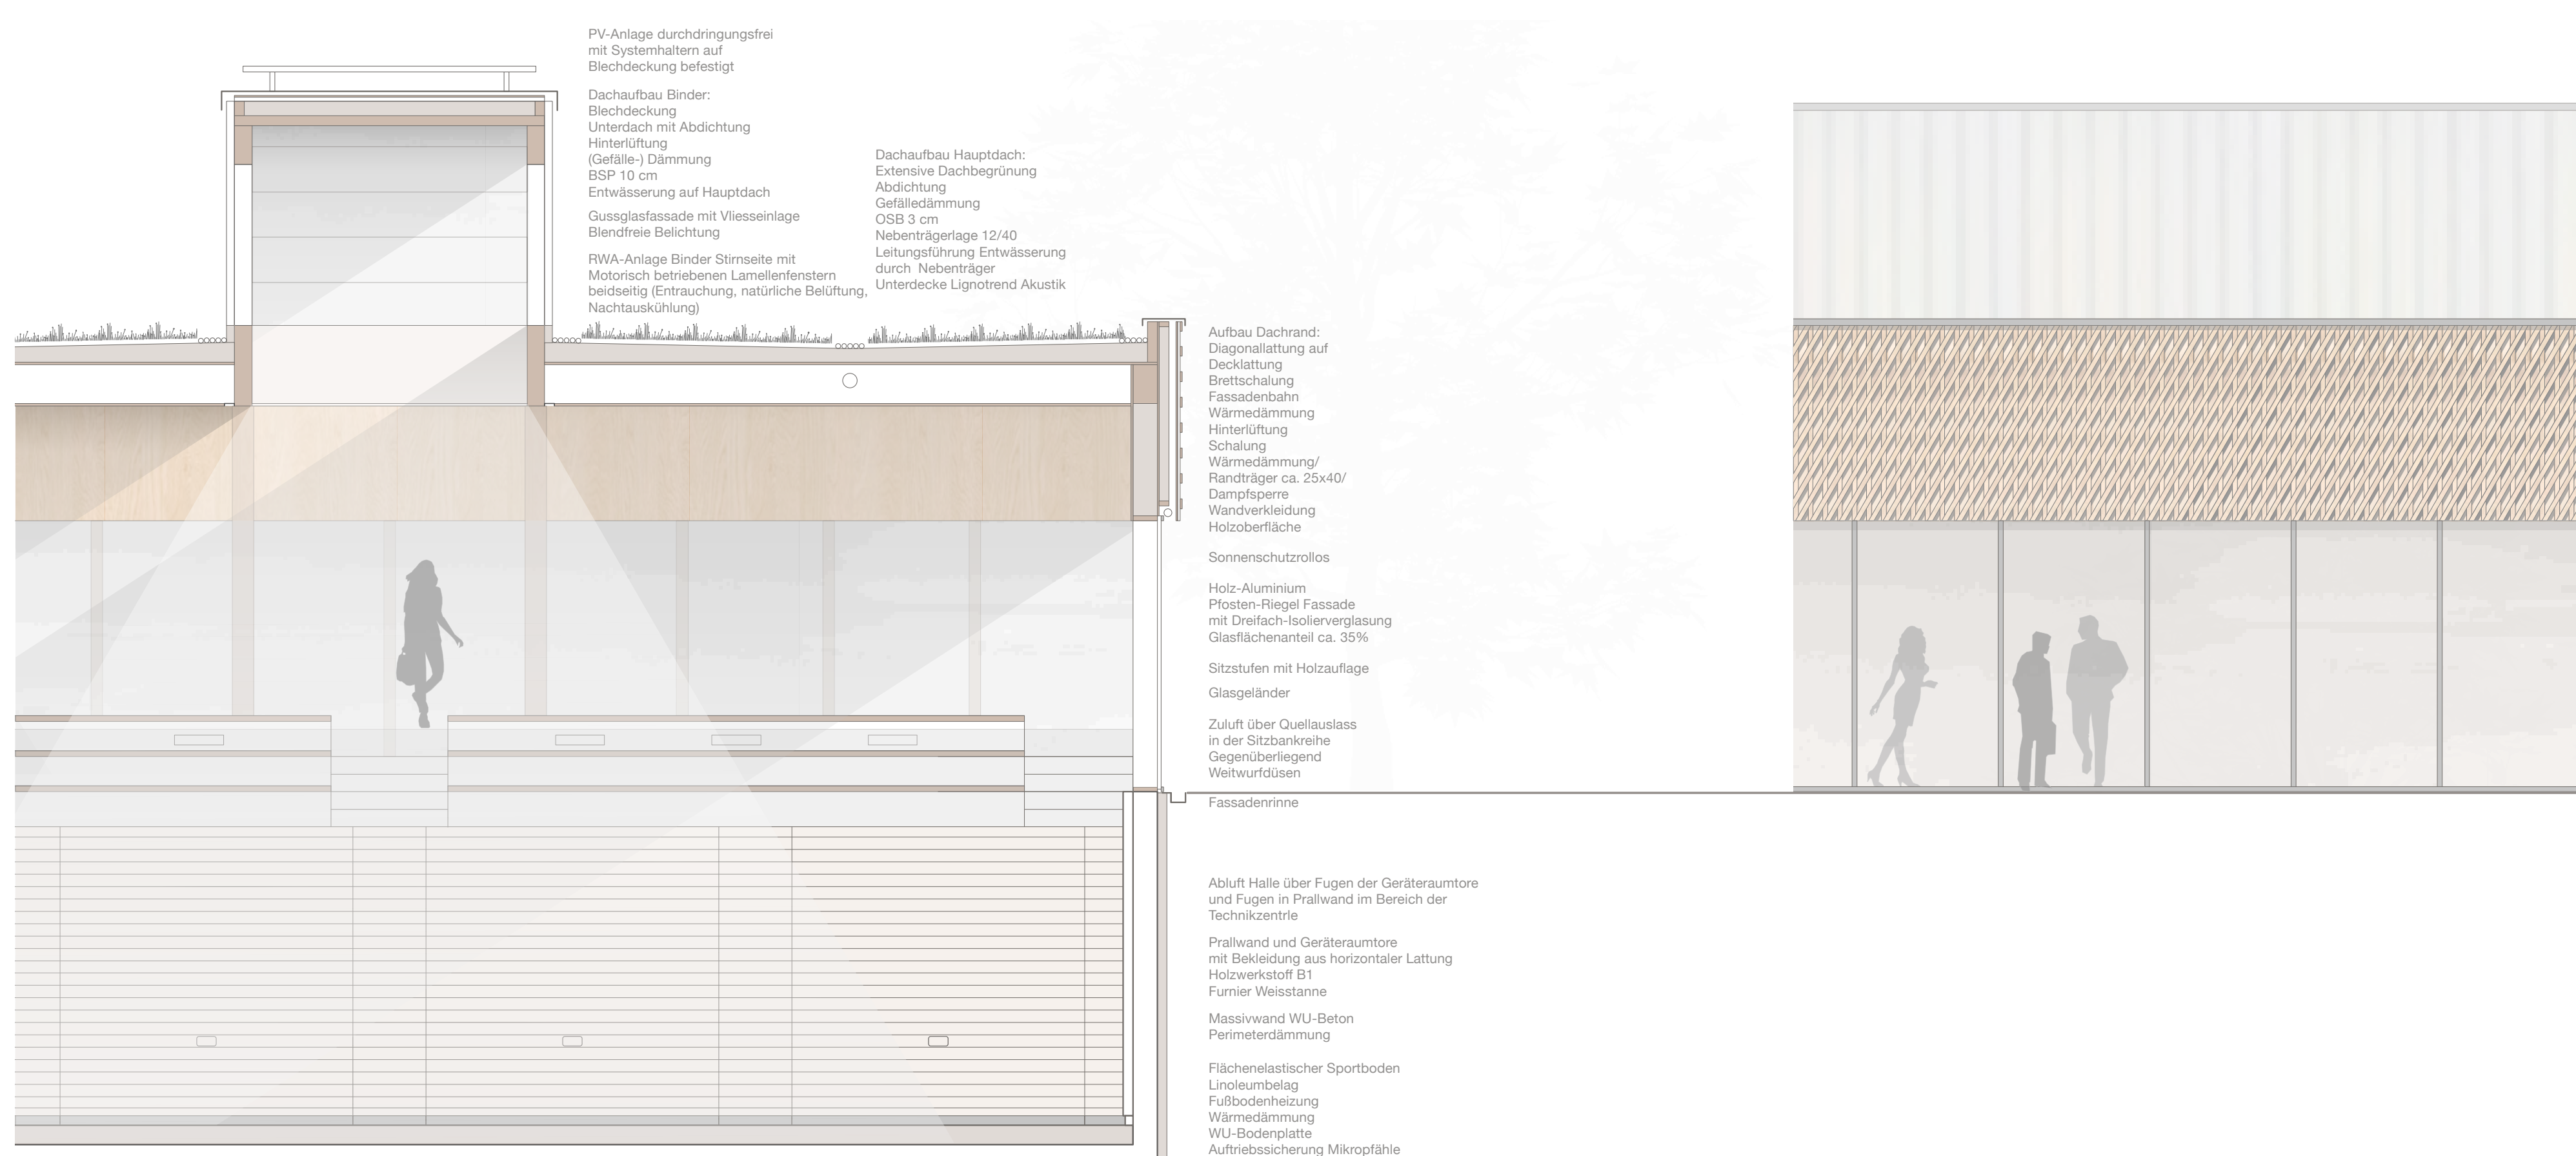 PV-Anlage durchdringungsfrei
mit Systemhaltern auf
Blechdeckung befestigt
Dachaufbau Binder:
Blechdeckung
Unterdach mit Abdichtung
Hinterlüftung
(Gefälle-) Dämmung
BSP 10 cm
Entwässerung auf Hauptdach
Gussglasfassade mit Vliesseinlage
Blendfreie Belichtung
RWA-Anlage Binder Stirnseite mit
Motorisch betriebenen Lamellenfenstern
beidseitig (Entrauchung, natürliche Belüftung,
Nachtauskühlung)
Dachaufbau Hauptdach:
Extensive Dachbegrünung
Abdichtung
Gefälledämmung
OSB 3 cm
Nebenträgerlage 12/40
Leitungsführung Entwässerung
durch  Nebenträger
Unterdecke Lignotrend Akustik
Aufbau Dachrand:
Diagonallattung auf
Decklattung
Brettschalung
Fassadenbahn
Wärmedämmung
Hinterlüftung
Schalung
Wärmedämmung/
Randträger ca. 25x40/
Dampfsperre
Wandverkleidung
Holzoberfläche
Sonnenschutzrollos
Holz-Aluminium
Pfosten-Riegel Fassade
mit Dreifach-Isolierverglasung
Glasflächenanteil ca. 35%
Sitzstufen mit Holzauflage
Glasgeländer
Zuluft über Quellauslass
in der Sitzbankreihe
Gegenüberliegend
Weitwurfdüsen
Fassadenrinne
Abluft Halle über Fugen der Geräteraumtore
und Fugen in Prallwand im Bereich der
Technikzentrle
Prallwand und Geräteraumtore
mit Bekleidung aus horizontaler Lattung
Holzwerkstoff B1
Furnier Weisstanne
Massivwand WU-Beton
Perimeterdämmung
Flächenelastischer Sportboden
Linoleumbelag
Fußbodenheizung
Wärmedämmung
WU-Bodenplatte
Auftriebssicherung Mikropfähle